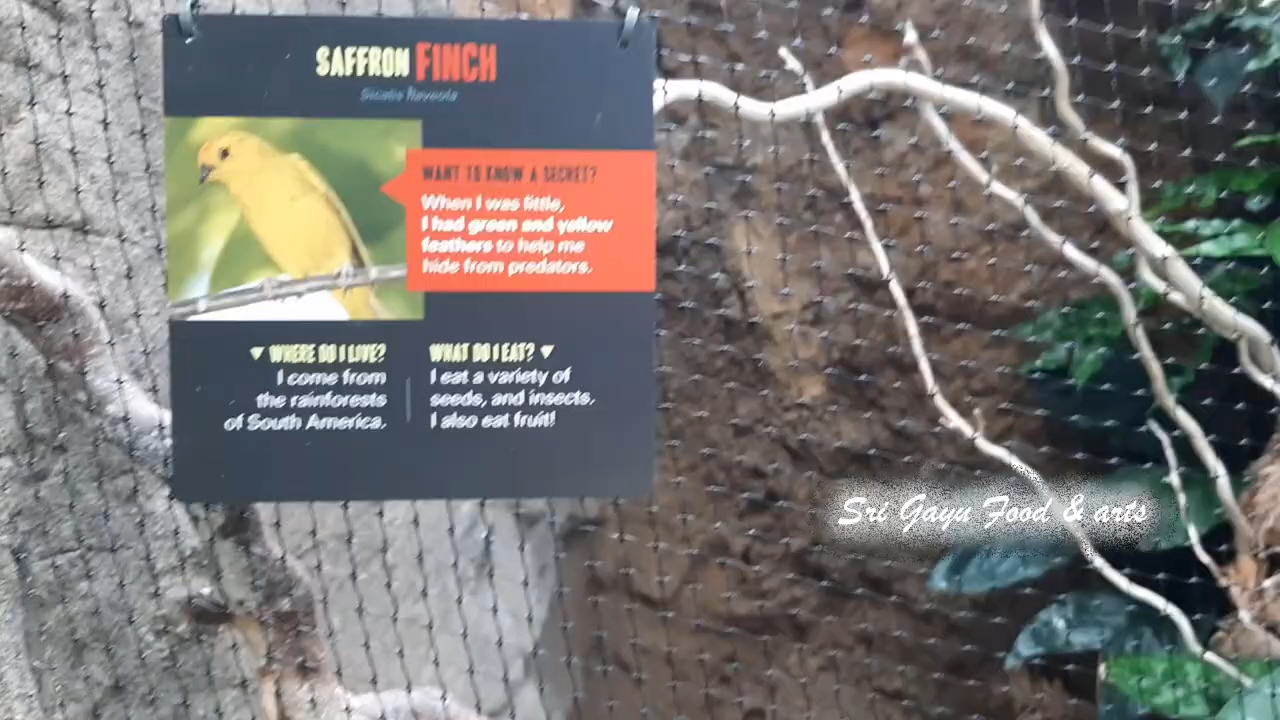 SAFFRON FINCH
WANT TO KNOW A SECRET?
When I was little,
I had green and yellow
feathers to help me
hide from predators.
WHERE DO I LIVE?
I come from
the rainforests
of South America.
WHAT DO I EAT?
I eat a variety of
seeds, and insects.
I also eat fruit!
Sri Gayu Food & arts